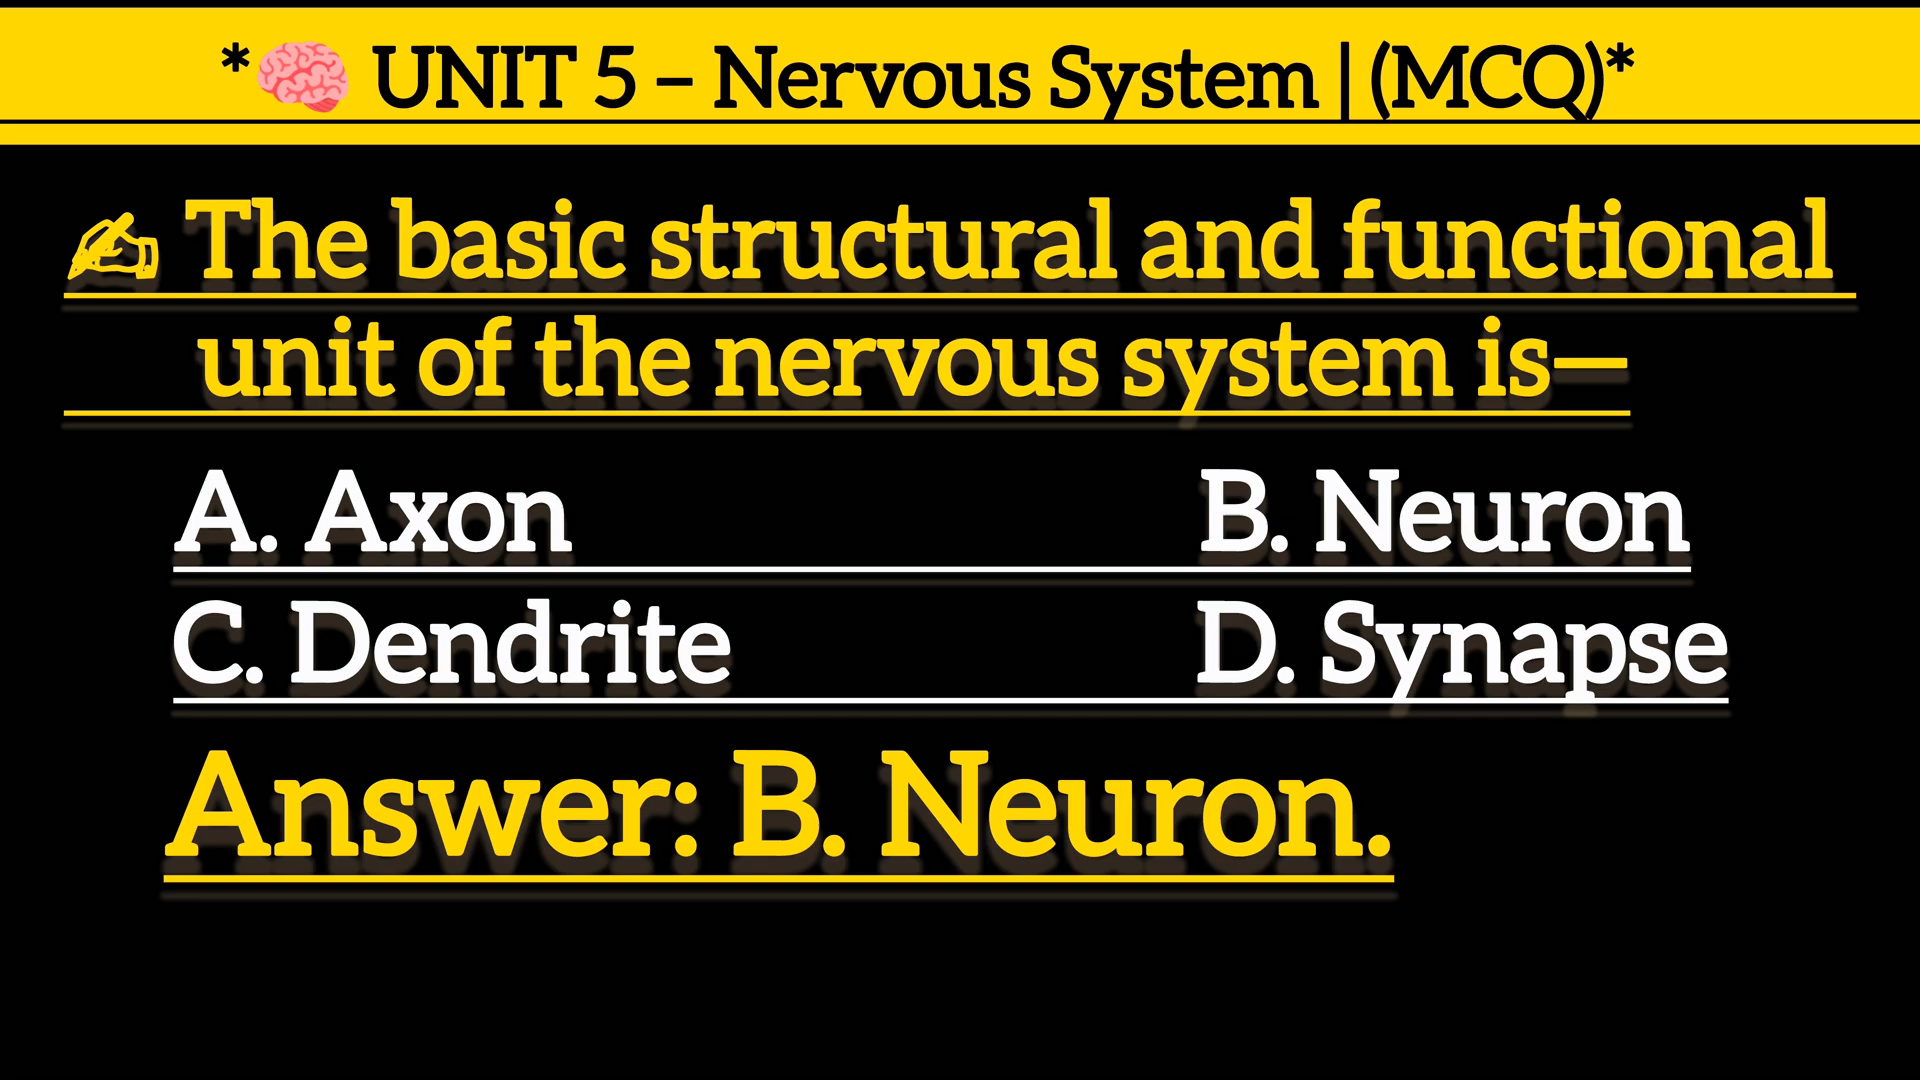 *🧠 UNIT 5 – Nervous System | (MCQ)*
✍️ The basic structural and functional
unit of the nervous system is—
A. Axon B. Neuron
C. Dendrite D. Synapse
Answer: B. Neuron.